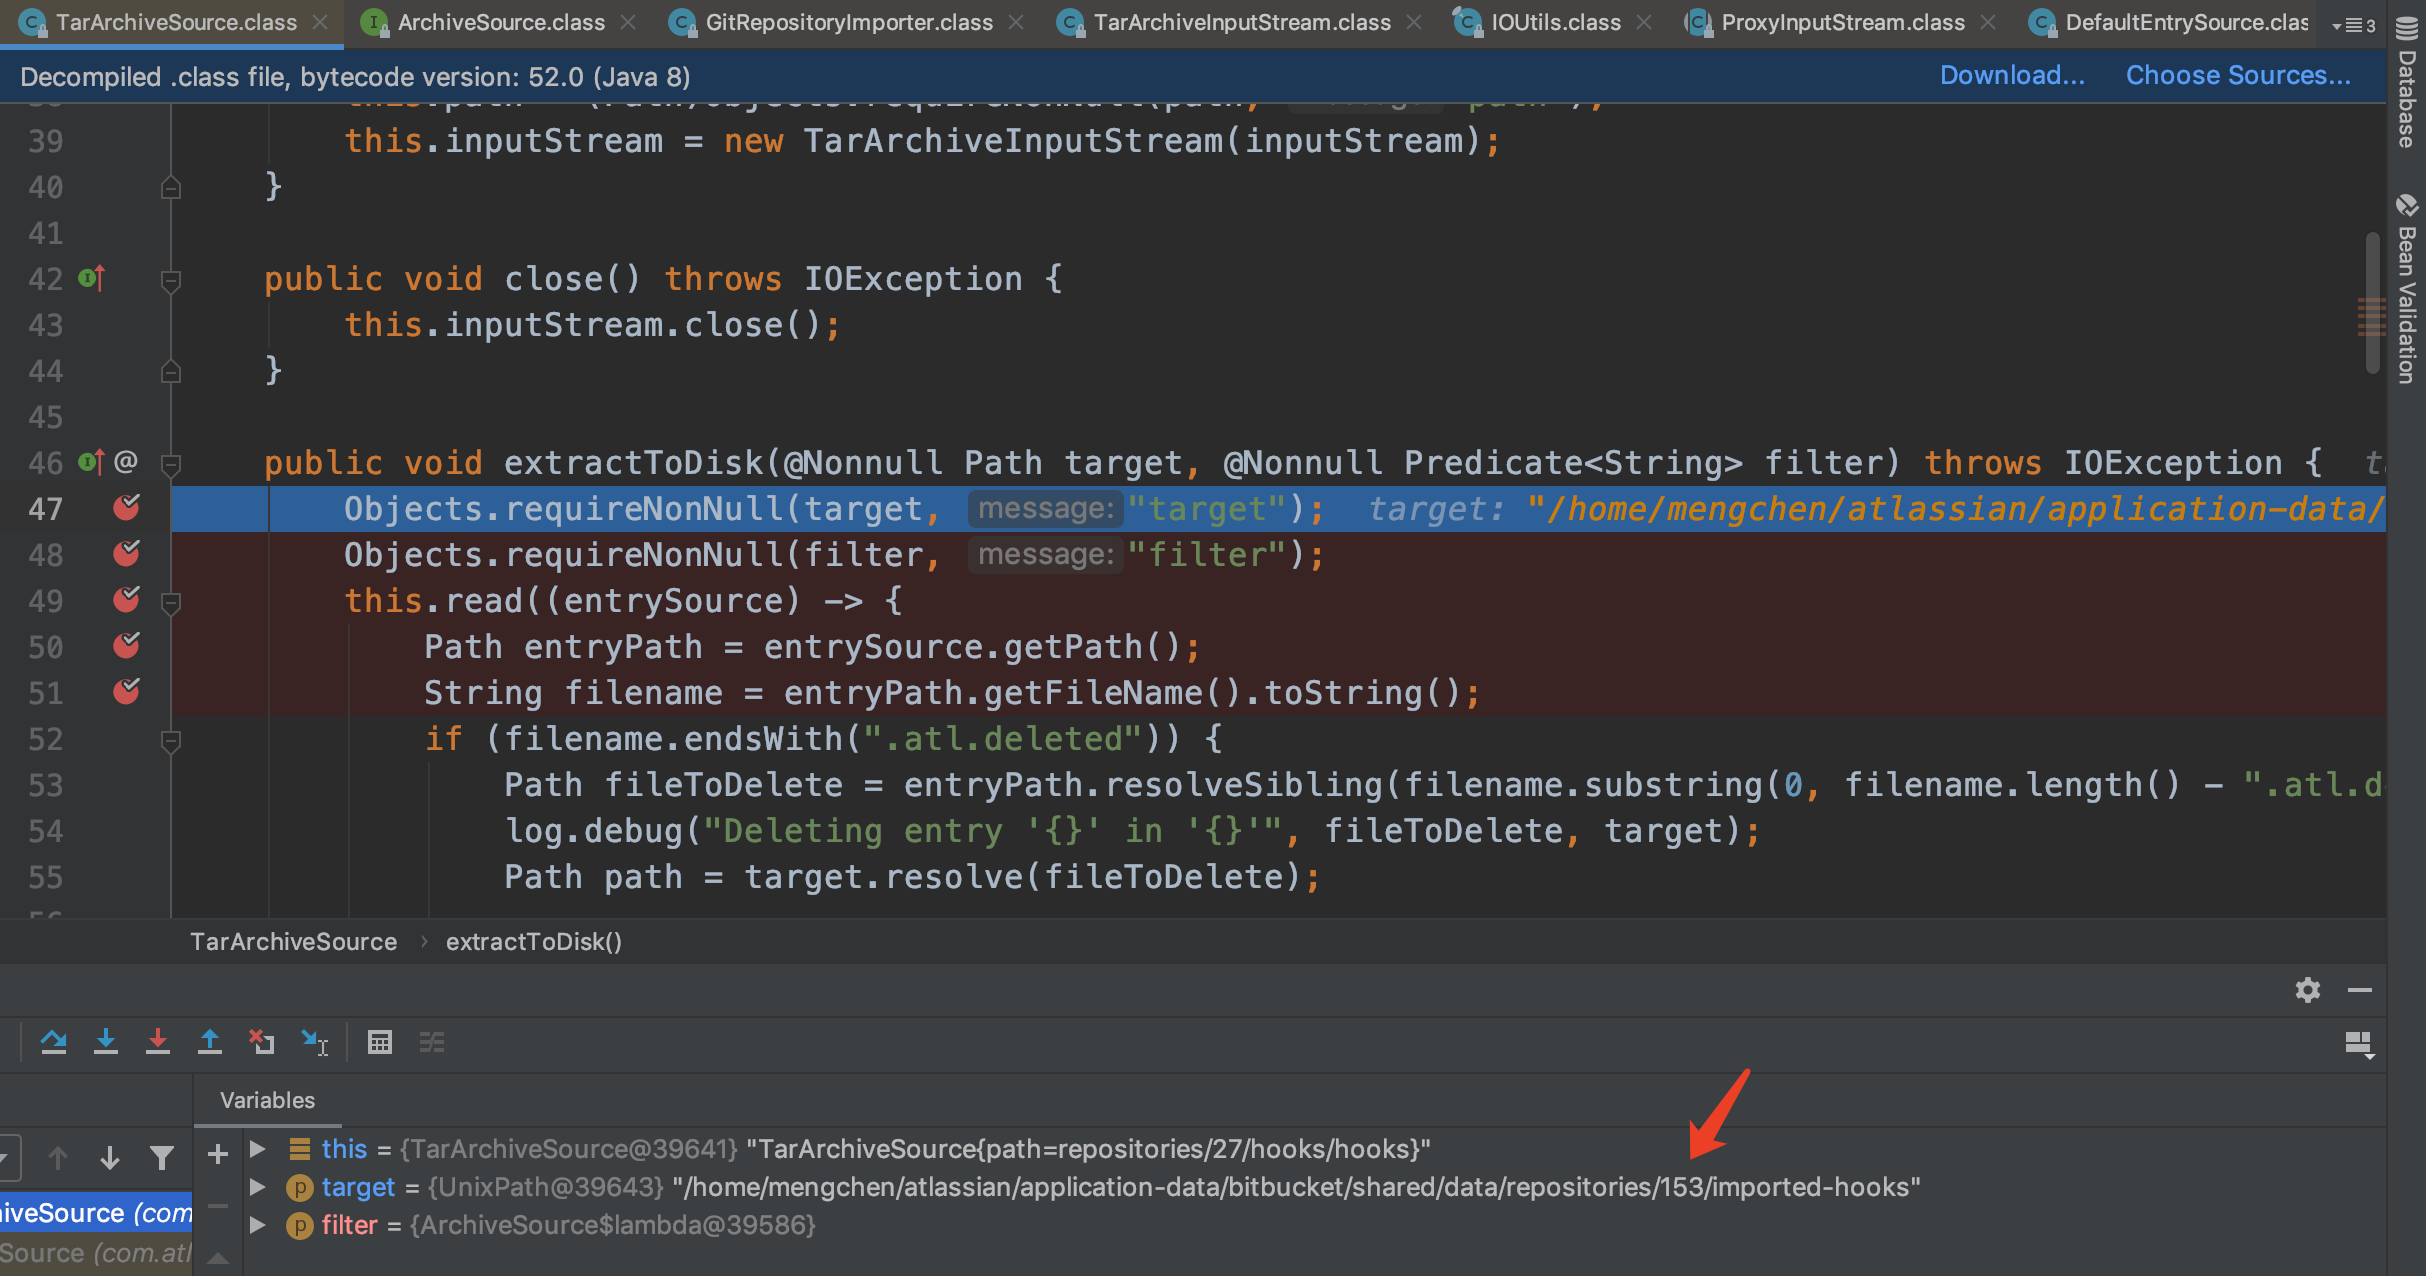 TarArchiveSource.class ArchiveSource.class GitRepositoryImporter.class TarArchiveInputStream.class IOUtils.class ProxyInputStream.class DefaultEntrySource.clas 3
Decompiled .class file, bytecode version: 52.0 (Java 8) Download... Choose Sources...
39 this.inputStream = new TarArchiveInputStream(inputStream);
40 }
41
42 public void close() throws IOException {
43 this.inputStream.close();
44 }
45
46 @ public void extractToDisk(@Nonnull Path target, @Nonnull Predicate<String> filter) throws IOException {
47 Objects.requireNonNull(target, message: "target"); target: "/home/mengchen/atlassian/application-data/
48 Objects.requireNonNull(filter, message: "filter");
49 this.read((entrySource) -> {
50 Path entryPath = entrySource.getPath();
51 String filename = entryPath.getFileName().toString();
52 if (filename.endsWith(".atl.deleted")) {
53 Path fileToDelete = entryPath.resolveSibling(filename.substring(0, filename.length() - ".atl.d
54 log.debug("Deleting entry '{}' in '{}'", fileToDelete, target);
55 Path path = target.resolve(fileToDelete);
TarArchiveSource › extractToDisk()
Variables
this = {TarArchiveSource@39641} "TarArchiveSource{path=repositories/27/hooks/hooks}"
target = {UnixPath@39643} "/home/mengchen/atlassian/application-data/bitbucket/shared/data/repositories/153/imported-hooks"
filter = {ArchiveSource$lambda@39586}
iveSource (com
Source (com.atl
Database
Bean Validation